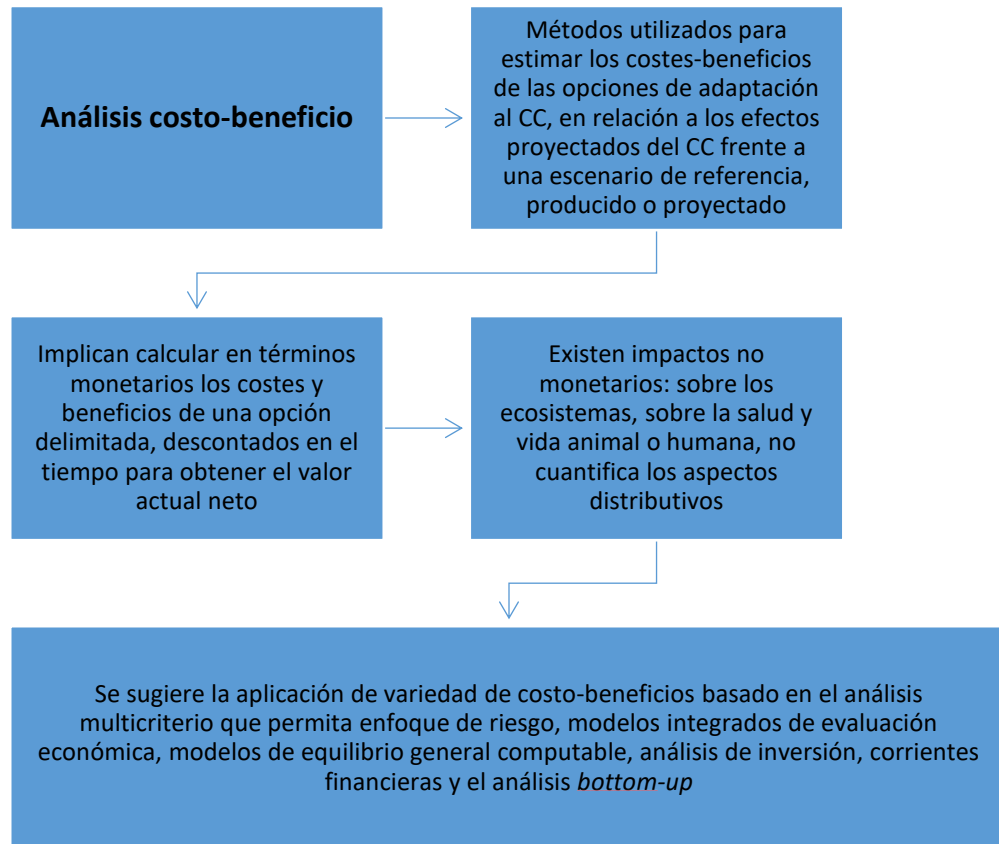 Análisis costo-beneficio
Métodos utilizados para
estimar los costes-beneficios
de las opciones de adaptación
al CC, en relación a los efectos
proyectados del CC frente a
una escenario de referencia,
producido o proyectado
Implican calcular en términos
monetarios los costes y
beneficios de una opción
delimitada, descontados en el
tiempo para obtener el valor
actual neto
Existen impactos no
monetarios: sobre los
ecosistemas, sobre la salud y
vida animal o humana, no
cuantifica los aspectos
distributivos
Se sugiere la aplicación de variedad de costo-beneficios basado en el análisis
multicriterio que permita enfoque de riesgo, modelos integrados de evaluación
económica, modelos de equilibrio general computable, análisis de inversión, corrientes
financieras y el análisis bottom-up